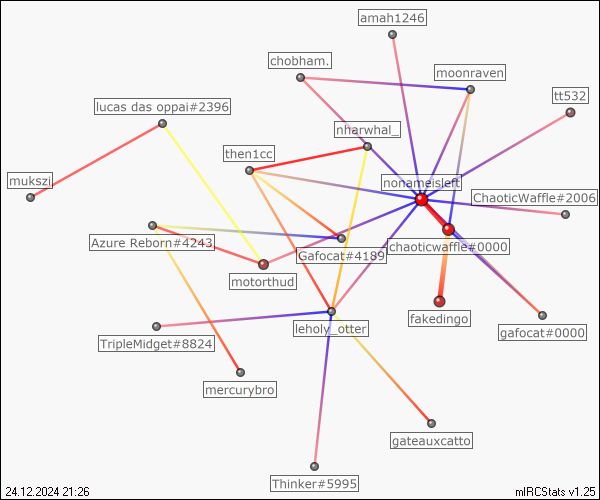 amah1246
chobham.
moonraven
tt532
lucas das oppai#2396
nharwhal_
then1cc
mukszi
nonameisleft
ChaoticWaffle#2006
Azure Reborn#4243
chaoticwaffle#0000
Gafocat#4189
motorthud
fakedingo
leholy_otter
gafocat#0000
TripleMidget#8824
mercurybro
gateauxcatto
Thinker#5995
24.12.2024 21:26
mIRCStats v1.25